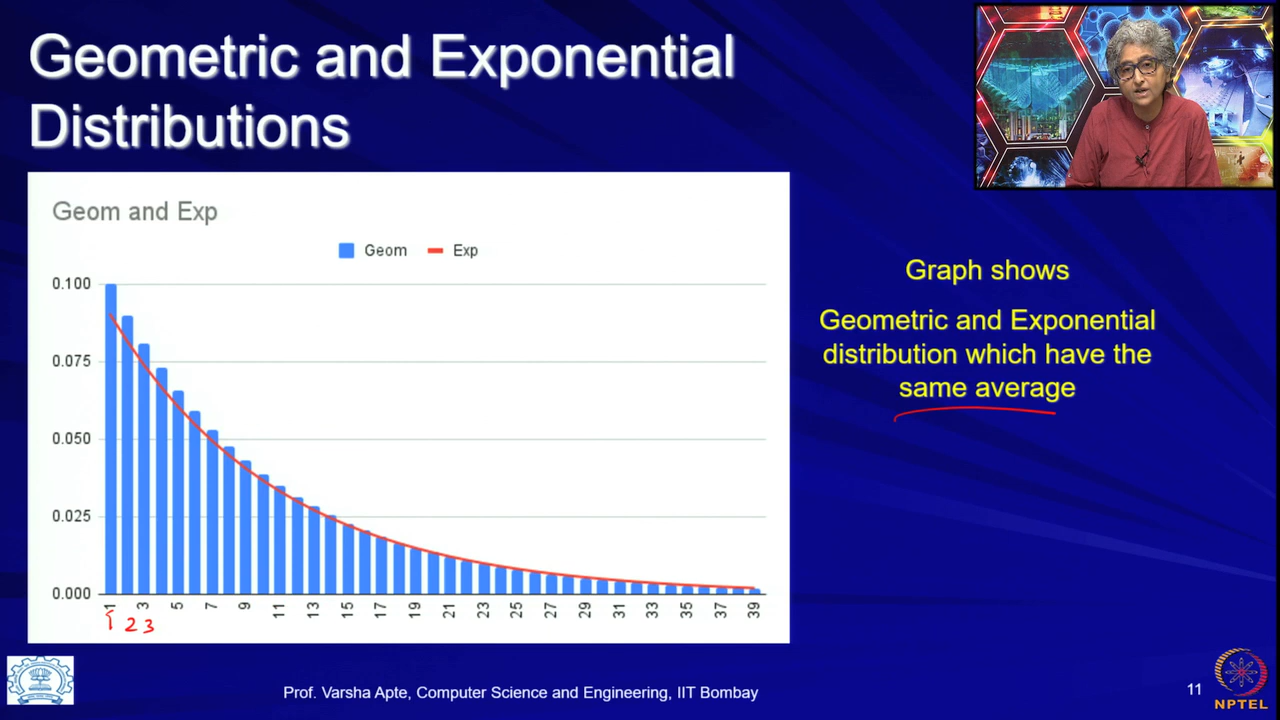 Geometric and Exponential
Distributions
Geom and Exp
Geom Exp
0.100
0.075
0.050
0.025
0.000
1 3 5 7 9 11 13 15 17 19 21 23 25 27 29 31 33 35 37 39
1 2 3
Graph shows
Geometric and Exponential
distribution which have the
same average
Prof. Varsha Apte, Computer Science and Engineering, IIT Bombay
11
NPTEL